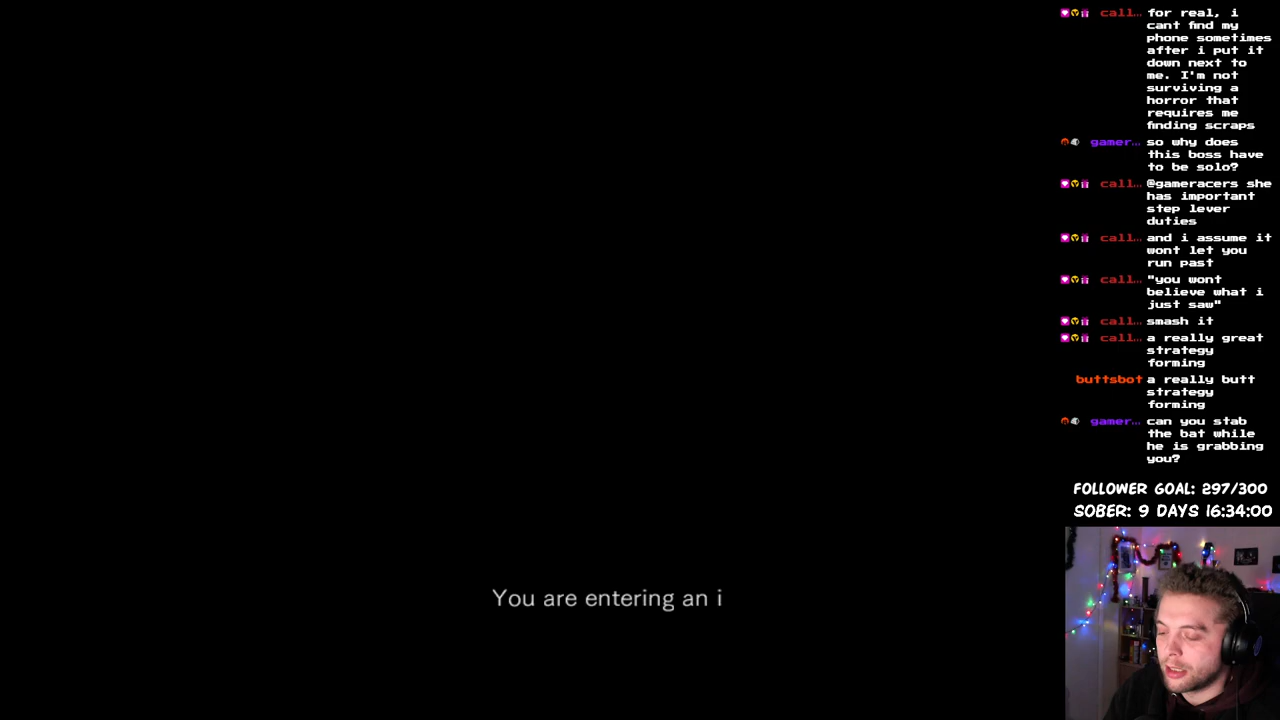 call... for real, i
cant find my
phone sometimes
after i put it
down next to
me. I'm not
surviving a
horror that
requires me
finding scraps
gamer... so why does
this boss have
to be solo?
call... @gameracers she
has important
step lever
duties
call... and i assume it
wont let you
run past
call... "you wont
believe what i
just saw"
call... smash it
call... a really great
strategy
forming
buttsbot a really butt
strategy
forming
gamer... can you stab
the bat while
he is grabbing
you?
FOLLOWER GOAL: 297/300
SOBER: 9 DAYS 16:34:00
You are entering an i